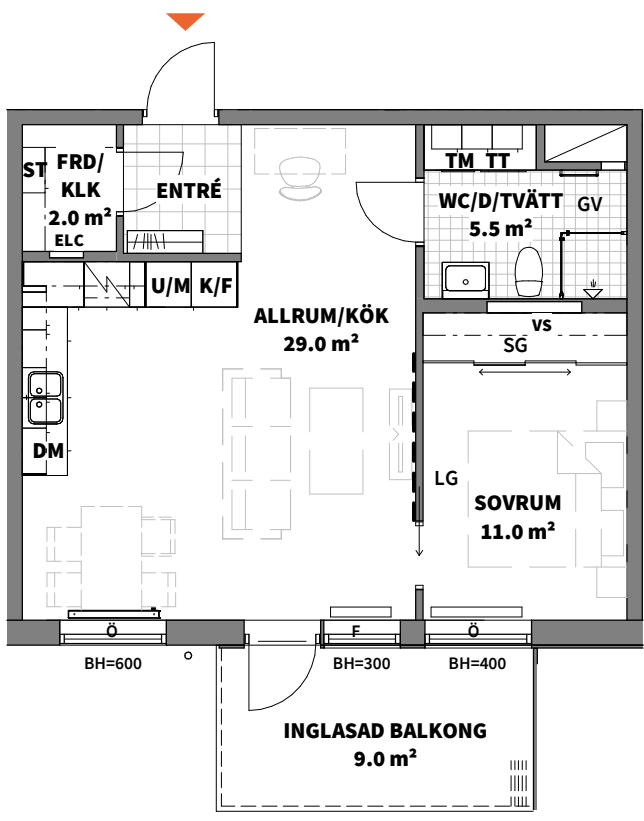 ST
FRD/
KLK
2.0 m²
ELC
ENTRÉ
TM TT
WC/D/TVÄTT
5.5 m²
GV
U/M
K/F
ALLRUM/KÖK
29.0 m²
VS
SG
DM
LG
SOVRUM
11.0 m²
Ö
F
Ö
BH=600
BH=300
BH=400
INGLASAD BALKONG
9.0 m²